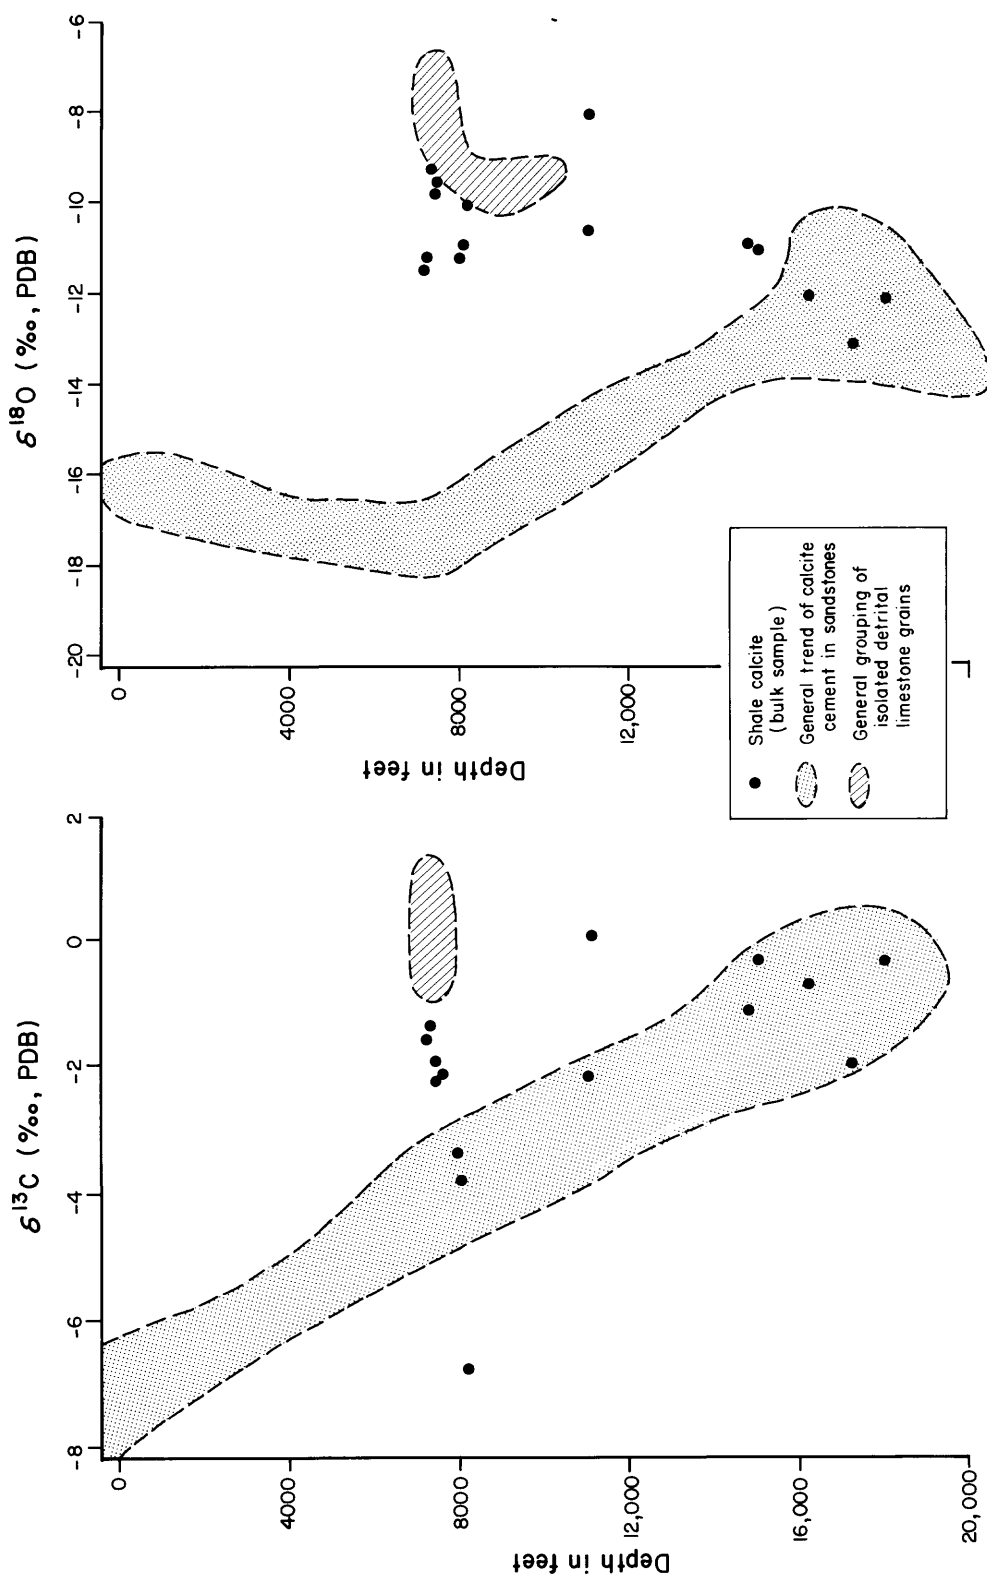 δ¹³C (‰, PDB)
-8 -6 -4 -2 0 2
0
4000
8000
12,000
16,000
20,000
Depth in feet
δ¹⁸O (‰, PDB)
-20 -18 -16 -14 -12 -10 -8 -6
0
4000
8000
12,000
Depth in feet
Shale calcite
(bulk sample)
General trend of calcite
cement in sandstones
General grouping of
isolated detrital
limestone grains